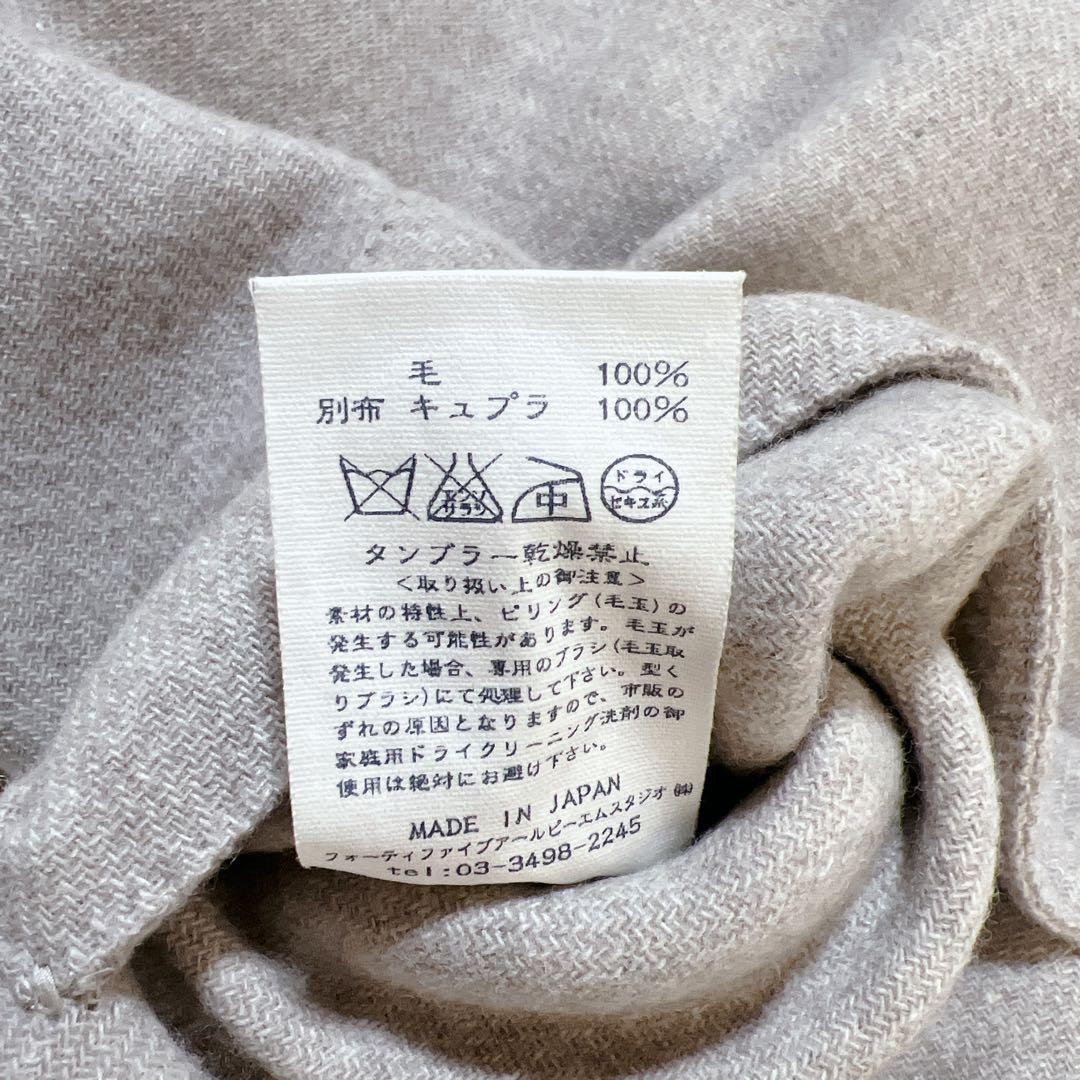 毛 100%
別布 キュプラ 100%
エンソ
サラシ
中
ドライ
セキユ系
タンブラー乾燥禁止
<取り扱い上の御注意>
素材の特性上、ピリング(毛玉)の
発生する可能性があります。毛玉が
発生した場合、専用のブラシ(毛玉取
りブラシ)にて処理して下さい。型く
ずれの原因となりますので、市販の
家庭用ドライクリーニング洗剤の御
使用は絶対にお避け下さい。
MADE IN JAPAN
フォーティファイブアールピーエムスタジオ㈱
tel:03-3498-2245